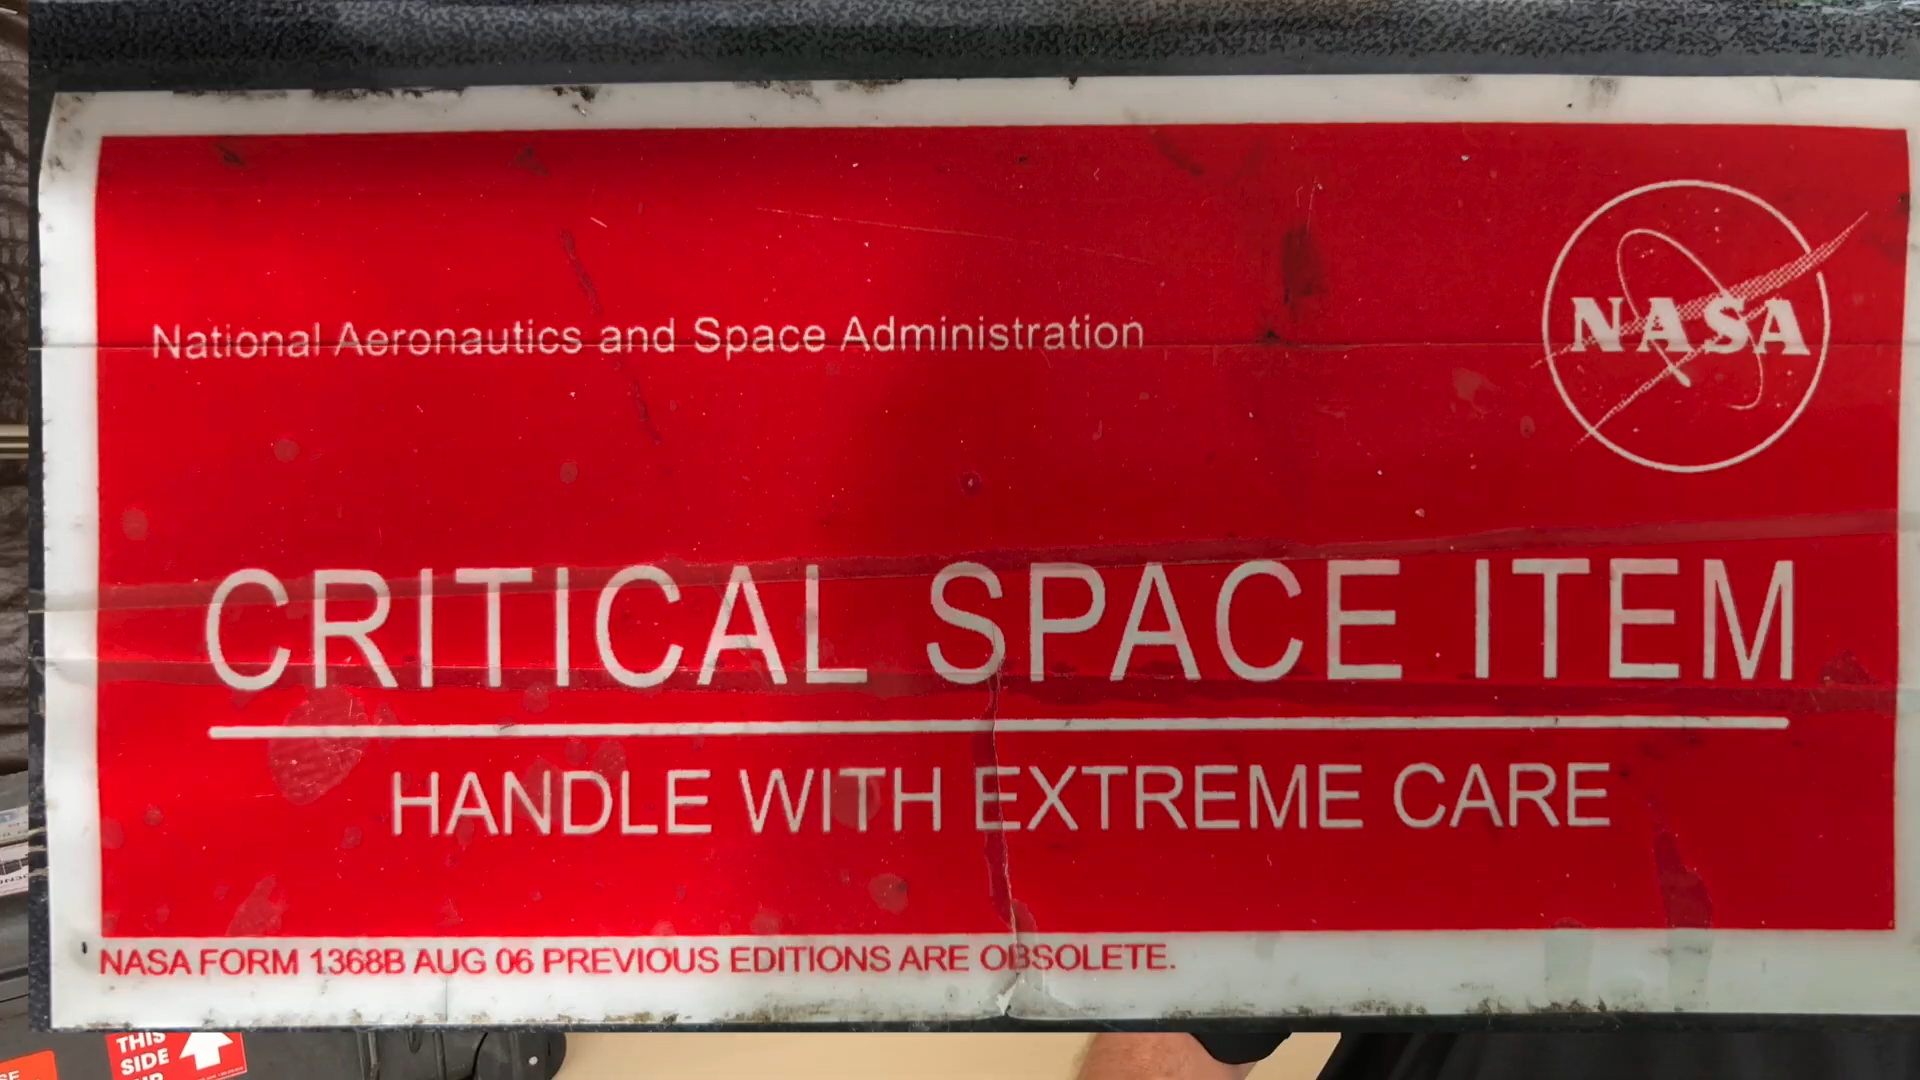 National Aeronautics and Space Administration
NASA
CRITICAL SPACE ITEM
HANDLE WITH EXTREME CARE
NASA FORM 1368B AUG 06 PREVIOUS EDITIONS ARE OBSOLETE.
THIS
SIDE